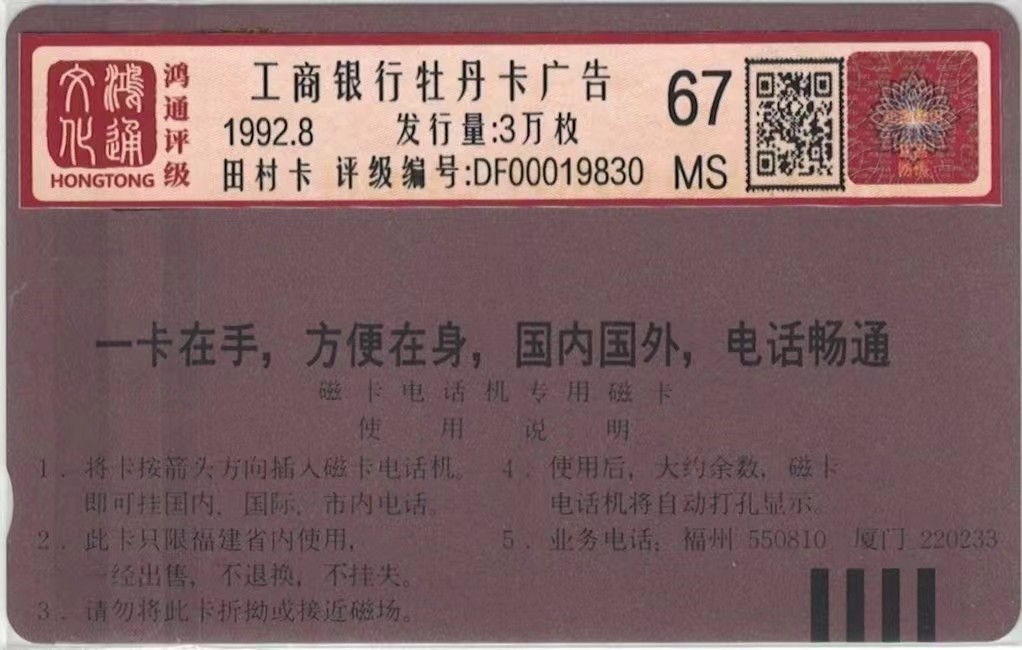 鸿通文化
HONGTONG
鸿通评级
工商银行牡丹卡广告
1992.8 发行量:3万枚
田村卡 评级编号:DF00019830
67
MS
一卡在手，方便在身，国内国外，电话畅通
磁卡电话机专用磁卡
使用说明
1．将卡按箭头方向插入磁卡电话机。
即可挂国内、国际、市内电话。
2．此卡只限福建省内使用，
一经出售，不退换，不挂失。
3．请勿将此卡折拗或接近磁场。
4．使用后，大约余数，磁卡
电话机将自动打孔显示。
5．业务电话：福州 550810 厦门 220233